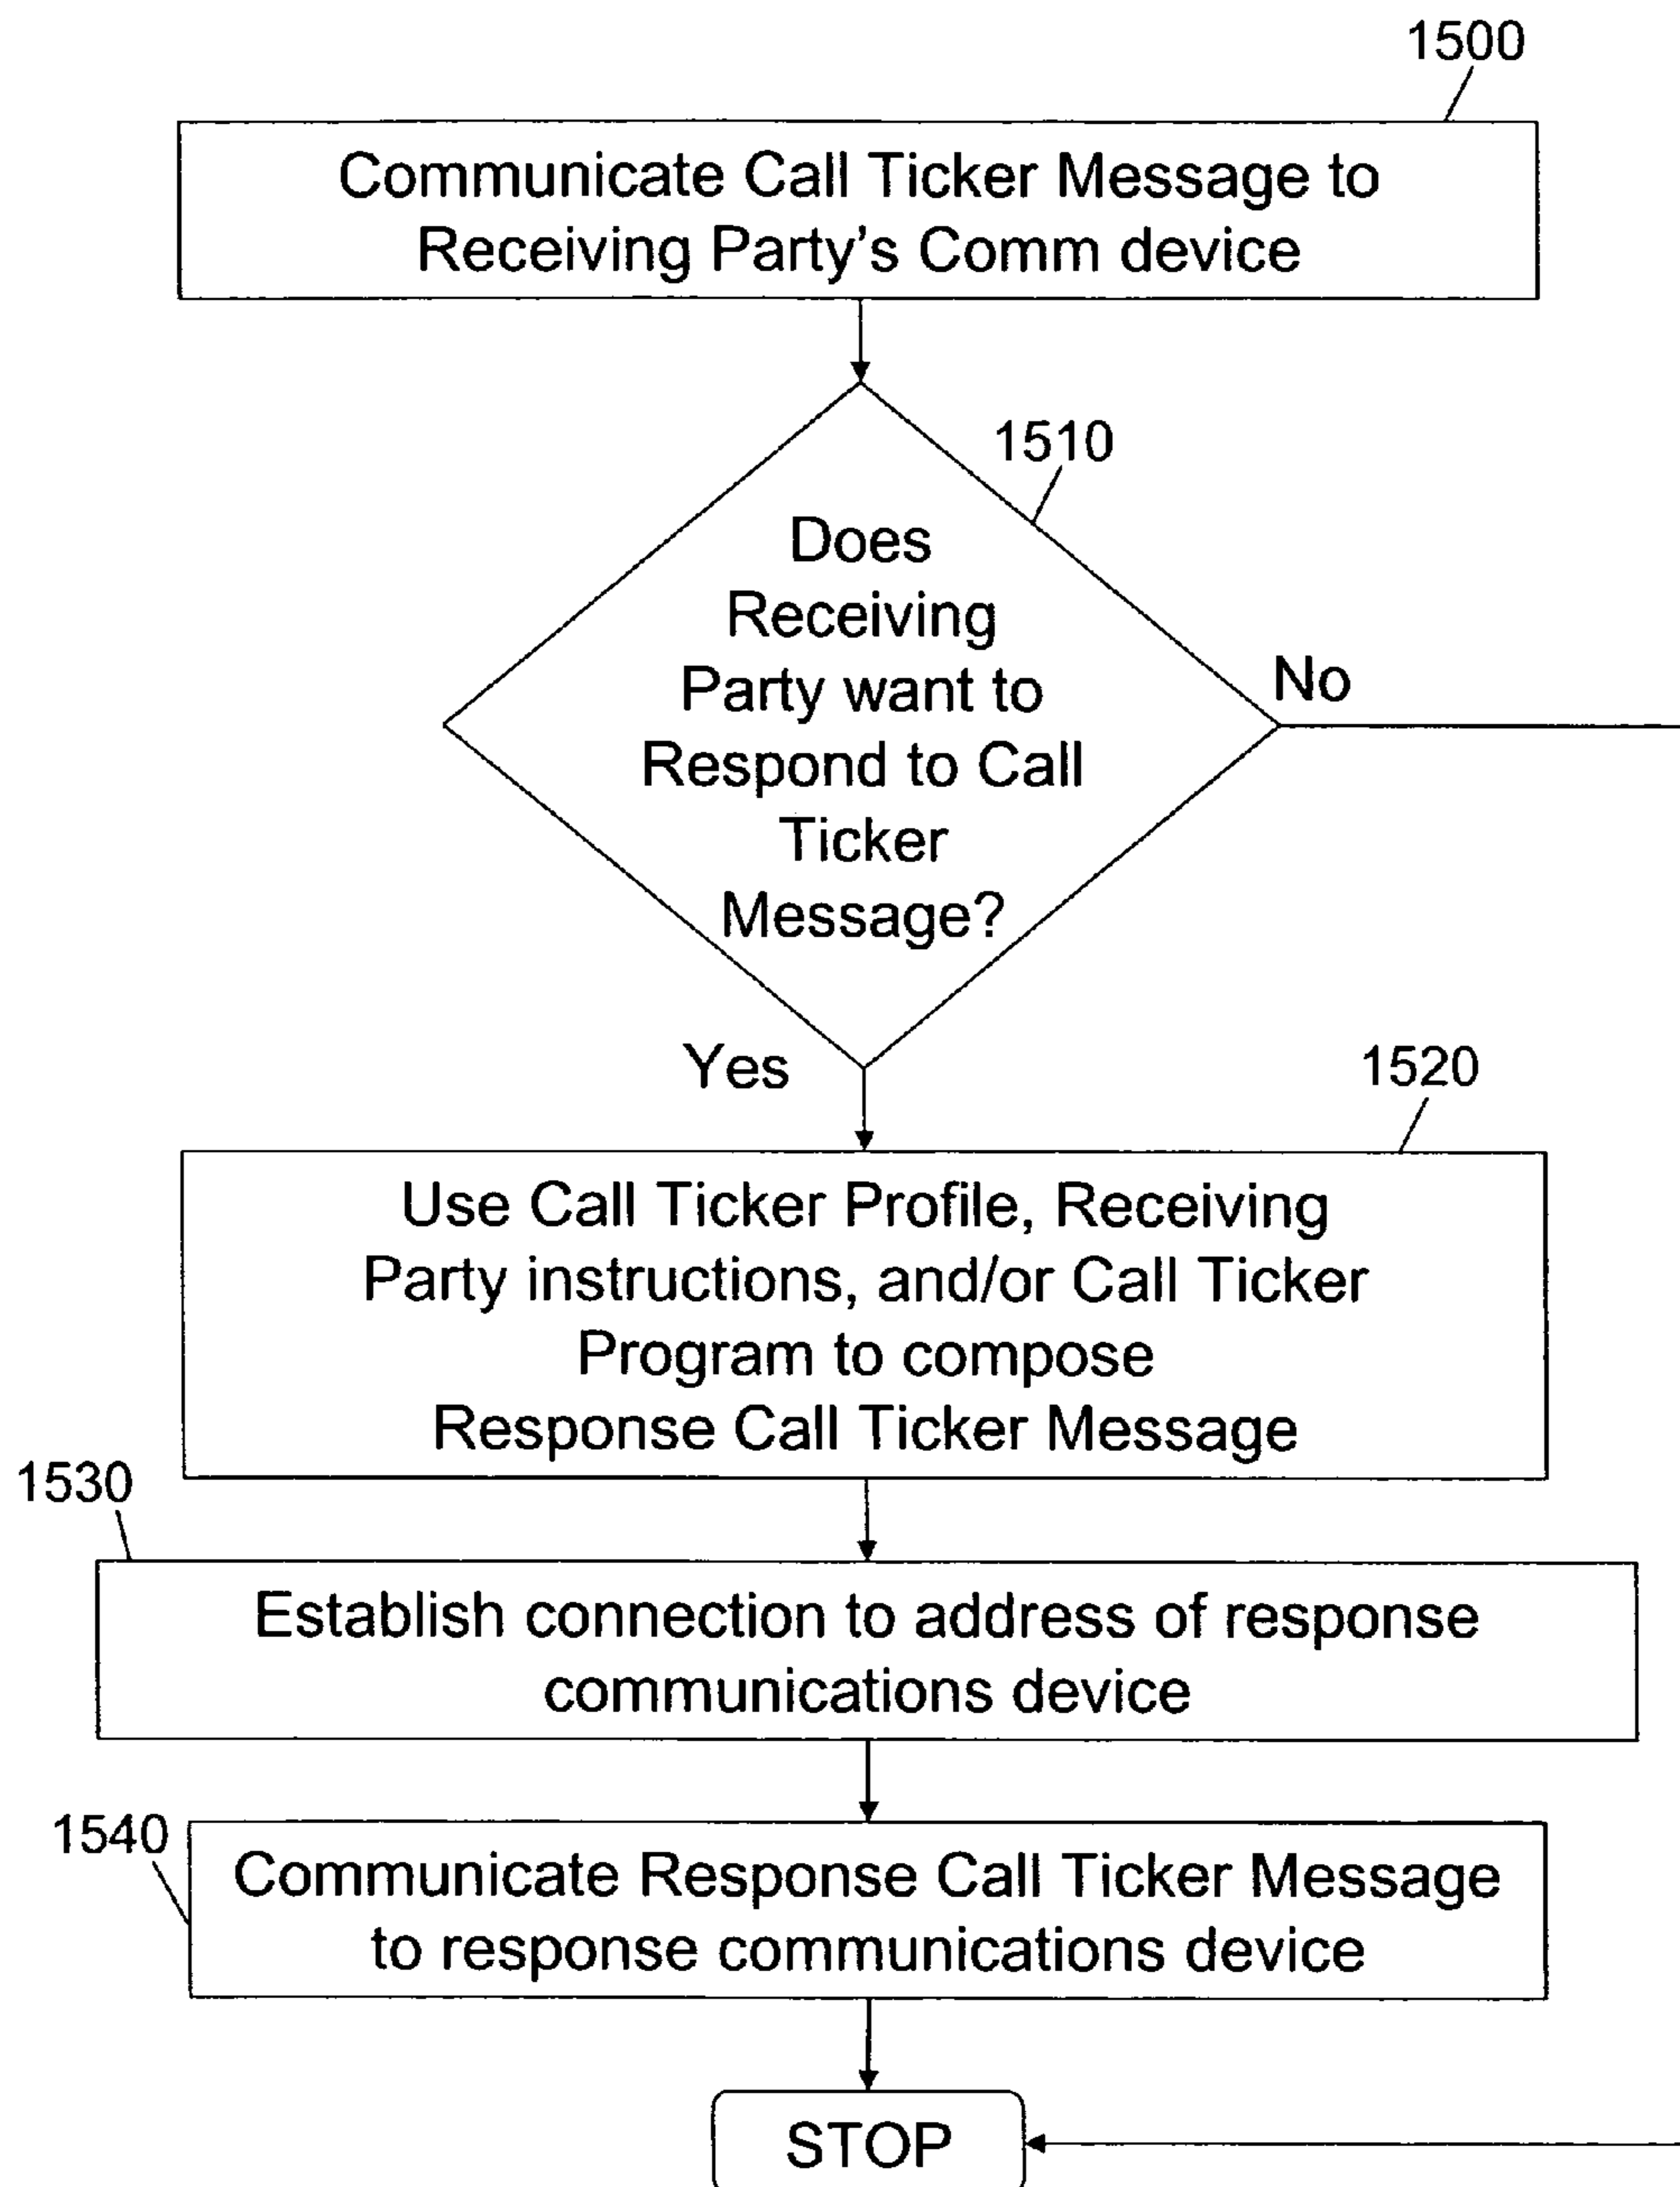 1500
Communicate Call Ticker Message to
Receiving Party's Comm device
1510
Does
Receiving
Party want to
Respond to Call
Ticker
Message?
No
Yes
1520
Use Call Ticker Profile, Receiving
Party instructions, and/or Call Ticker
Program to compose
Response Call Ticker Message
1530
Establish connection to address of response
communications device
1540
Communicate Response Call Ticker Message
to response communications device
STOP